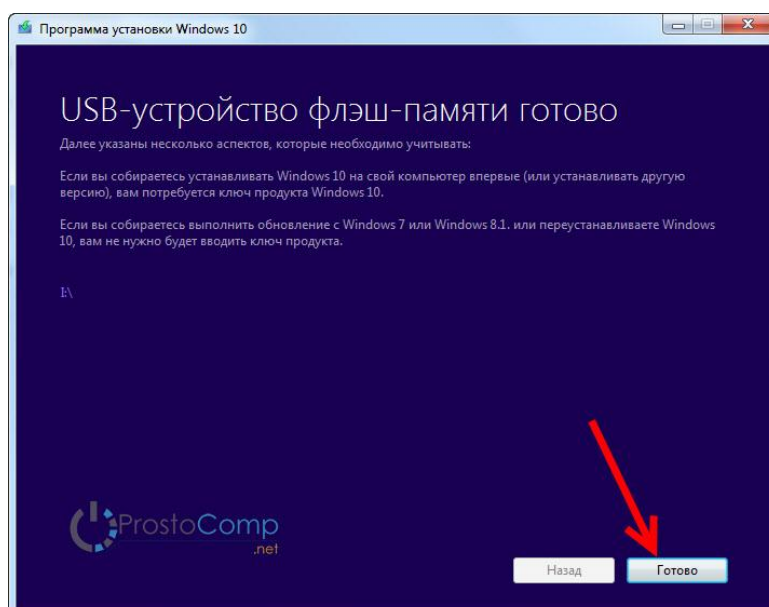 Программа установки Windows 10
USB-устройство флэш-памяти готово
Далее указаны несколько аспектов, которые необходимо учитывать:
Если вы собираетесь устанавливать Windows 10 на свой компьютер впервые (или устанавливать другую
версию), вам потребуется ключ продукта Windows 10.
Если вы собираетесь выполнить обновление с Windows 7 или Windows 8.1. или переустанавливаете Windows
10, вам не нужно будет вводить ключ продукта.
I:\
ProstoComp
.net
Назад
Готово